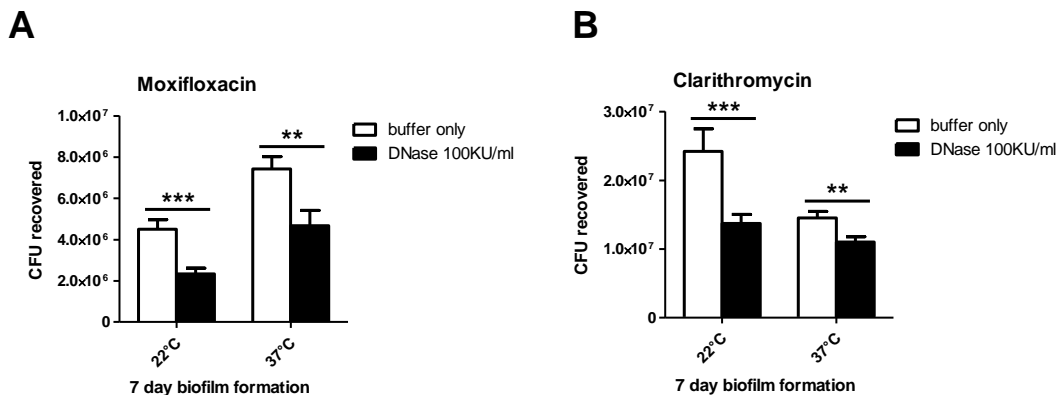 A
Moxifloxacin
1.0×10⁷
8.0×10⁶
6.0×10⁶
4.0×10⁶
2.0×10⁶
0
CFU recovered
***
**
22°C
37°C
7 day biofilm formation
buffer only
DNase 100KU/ml
B
Clarithromycin
3.0×10⁷
2.0×10⁷
1.0×10⁷
0
CFU recovered
***
**
22°C
37°C
7 day biofilm formation
buffer only
DNase 100KU/ml